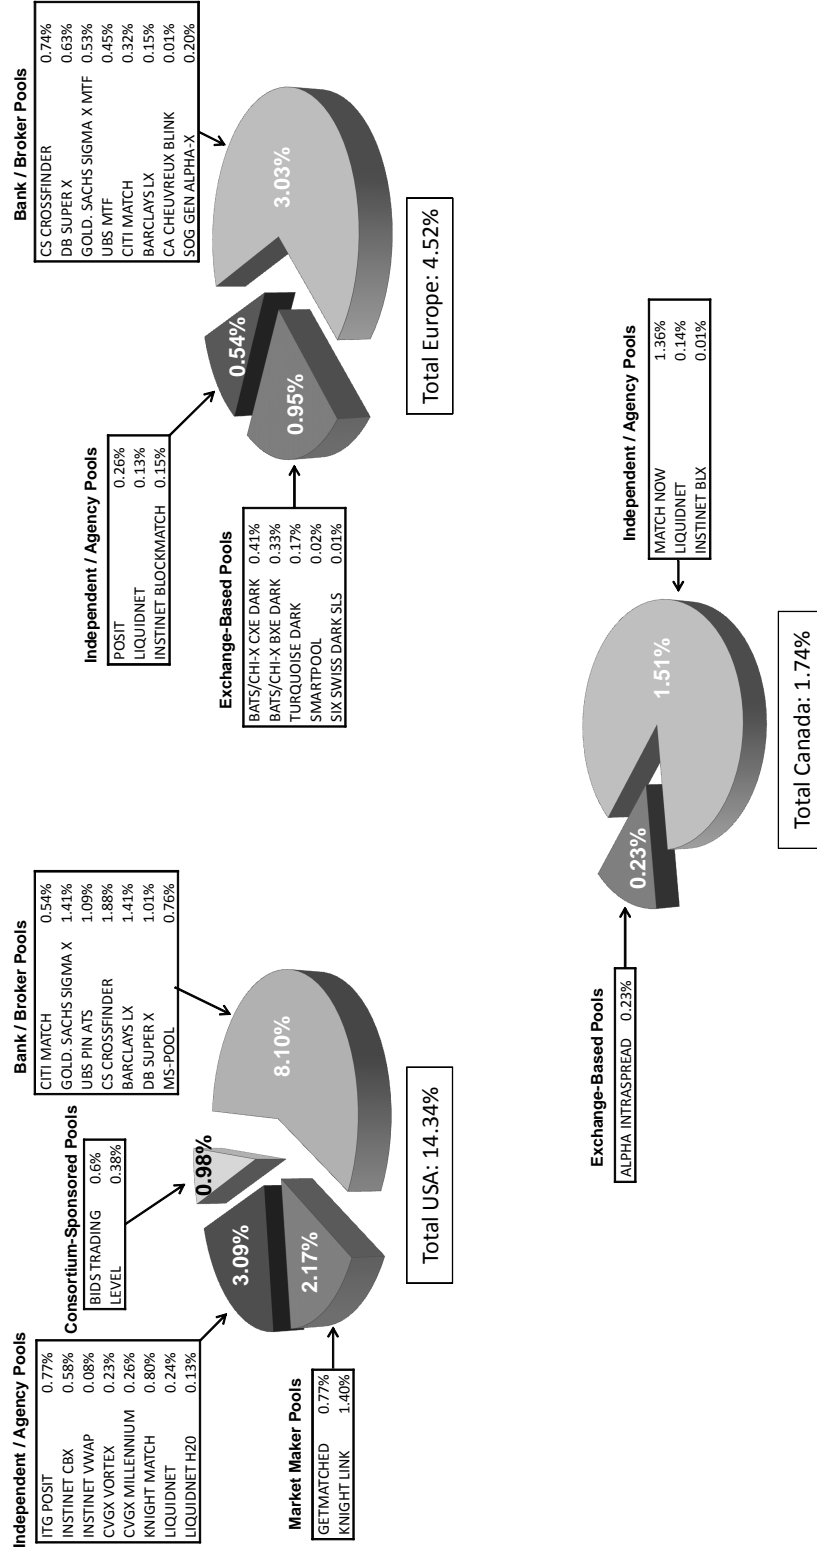 Independent / Agency Pools
ITG POSIT 0.77%
INSTINET CBX 0.58%
INSTINET VWAP 0.08%
CVGX VORTEX 0.23%
CVGX MILLENNIUM 0.26%
KNIGHT MATCH 0.80%
LIQUIDNET 0.24%
LIQUIDNET H20 0.13%
Consortium-Sponsored Pools
BIDS TRADING 0.6%
LEVEL 0.38%
Bank / Broker Pools
CITI MATCH 0.54%
GOLD. SACHS SIGMA X 1.41%
UBS PIN ATS 1.09%
CS CROSSFINDER 1.88%
BARCLAYS LX 1.41%
DB SUPER X 1.01%
MS-POOL 0.76%
3.09%
0.98%
8.10%
2.17%
Market Maker Pools
GETMATCHED 0.77%
KNIGHT LINK 1.40%
Total USA: 14.34%
Independent / Agency Pools
POSIT 0.26%
LIQUIDNET 0.13%
INSTINET BLOCKMATCH 0.15%
Bank / Broker Pools
CS CROSSFINDER 0.74%
DB SUPER X 0.63%
GOLD. SACHS SIGMA X MTF 0.53%
UBS MTF 0.45%
CITI MATCH 0.32%
BARCLAYS LX 0.15%
CA CHEUVREUX BLINK 0.01%
SOG GEN ALPHA-X 0.20%
Exchange-Based Pools
BATS/CHI-X CXE DARK 0.41%
BATS/CHI-X BXE DARK 0.33%
TURQUOISE DARK 0.17%
SMARTPOOL 0.02%
SIX SWISS DARK SLS 0.01%
0.54%
0.95%
3.03%
Total Europe: 4.52%
Exchange-Based Pools
ALPHA INTRASPREAD 0.23%
0.23%
1.51%
Independent / Agency Pools
MATCH NOW 1.36%
LIQUIDNET 0.14%
INSTINET BLX 0.01%
Total Canada: 1.74%